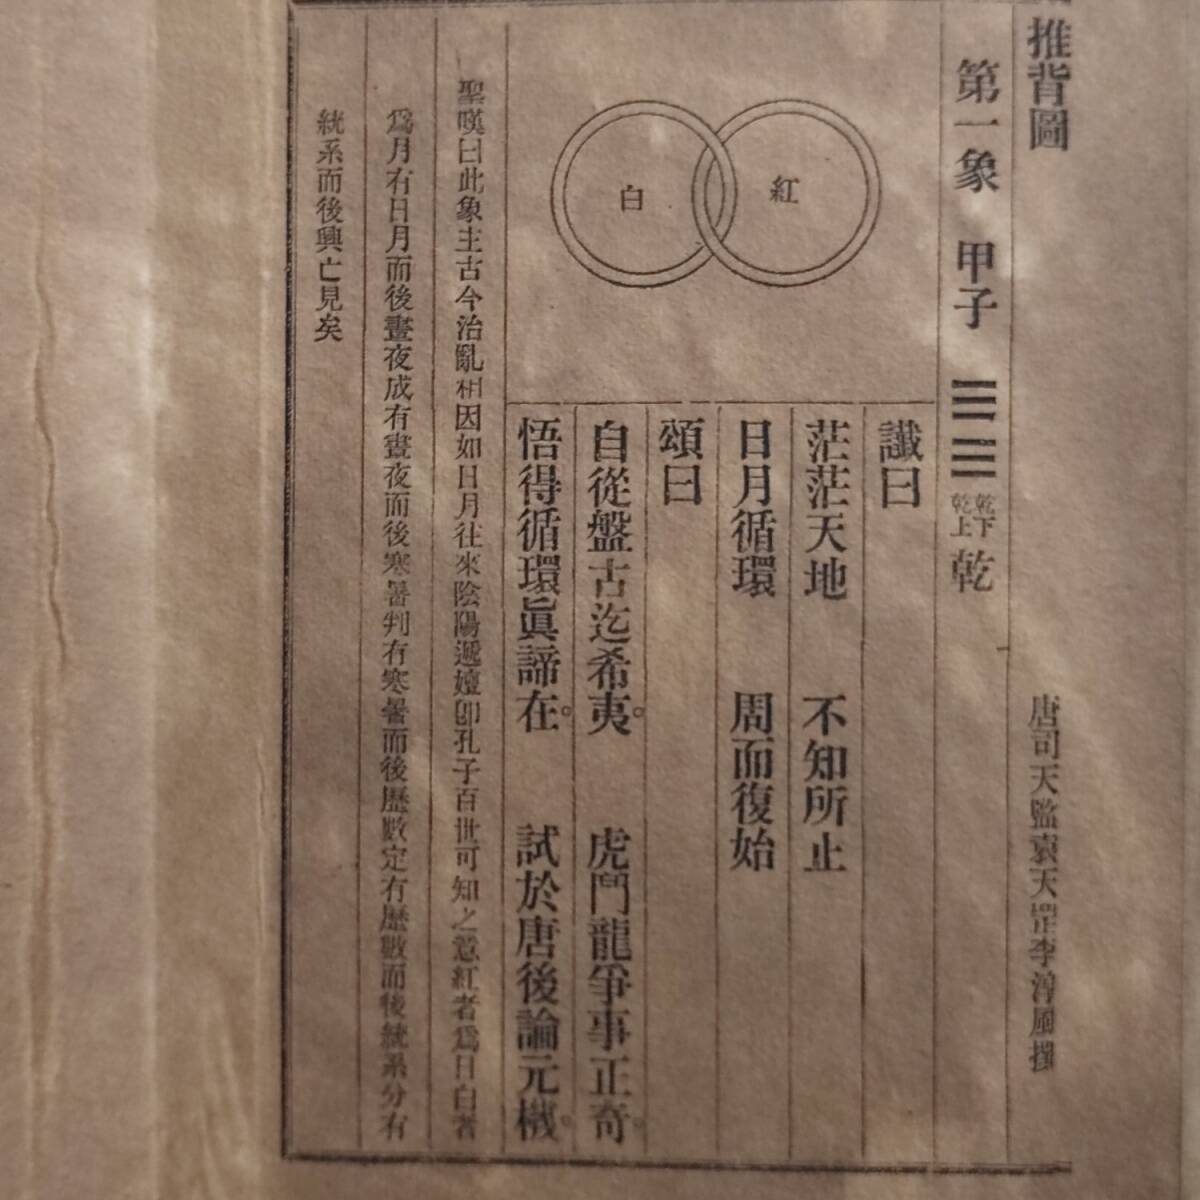 推背圖
唐司天監袁天罡李淳風撰
第一象 甲子 ䷀ 乾下乾上 乾
紅
白
讖曰
茫茫天地 不知所止
日月循環 周而復始
頌曰
自從盤古迄希夷。 虎鬥龍爭事正奇。
悟得循環眞諦在。 試於唐後論元機。
聖嘆曰此象主古今治亂相因如日月往來陰陽遞嬗卽孔子百世可知之意紅者爲日白者
爲月有日月而後晝夜成有晝夜而後寒暑判有寒暑而後歷數定有歷數而後統系分有
統系而後興亡見矣